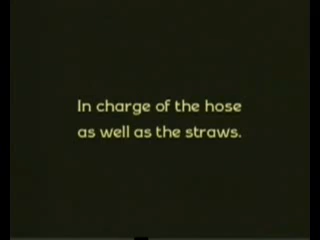 In charge of the hose
as well as the straws.